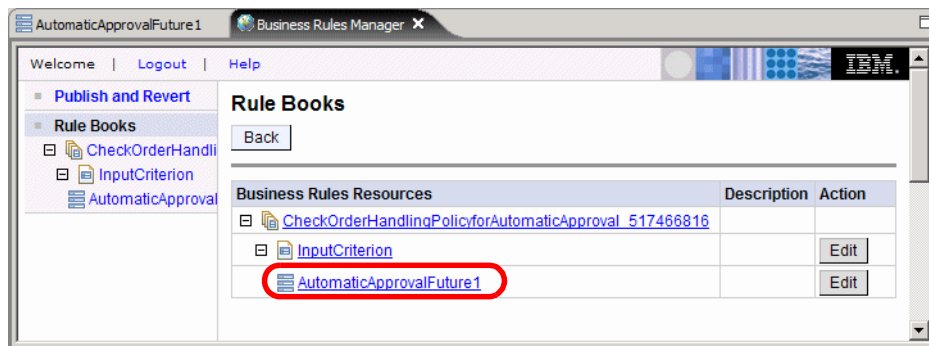 AutomaticApprovalFuture1 Business Rules Manager
Welcome | Logout | Help IBM.
Publish and Revert
Rule Books
CheckOrderHandli
InputCriterion
AutomaticApproval
Rule Books
Back
Business Rules Resources Description Action
CheckOrderHandlingPolicyforAutomaticApproval_517466816
InputCriterion Edit
AutomaticApprovalFuture1 Edit